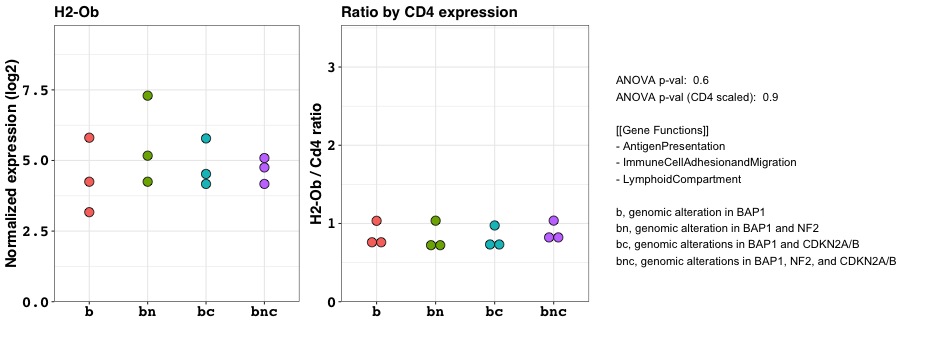 H2-Ob
Normalized expression (log2)
7.5
5.0
2.5
0.0
b bn bc bnc
Ratio by CD4 expression
H2-Ob / Cd4 ratio
3
2
1
0
b bn bc bnc
ANOVA p-val: 0.6
ANOVA p-val (CD4 scaled): 0.9
[[Gene Functions]]
- AntigenPresentation
- ImmuneCellAdhesionandMigration
- LymphoidCompartment
b, genomic alteration in BAP1
bn, genomic alteration in BAP1 and NF2
bc, genomic alterations in BAP1 and CDKN2A/B
bnc, genomic alterations in BAP1, NF2, and CDKN2A/B